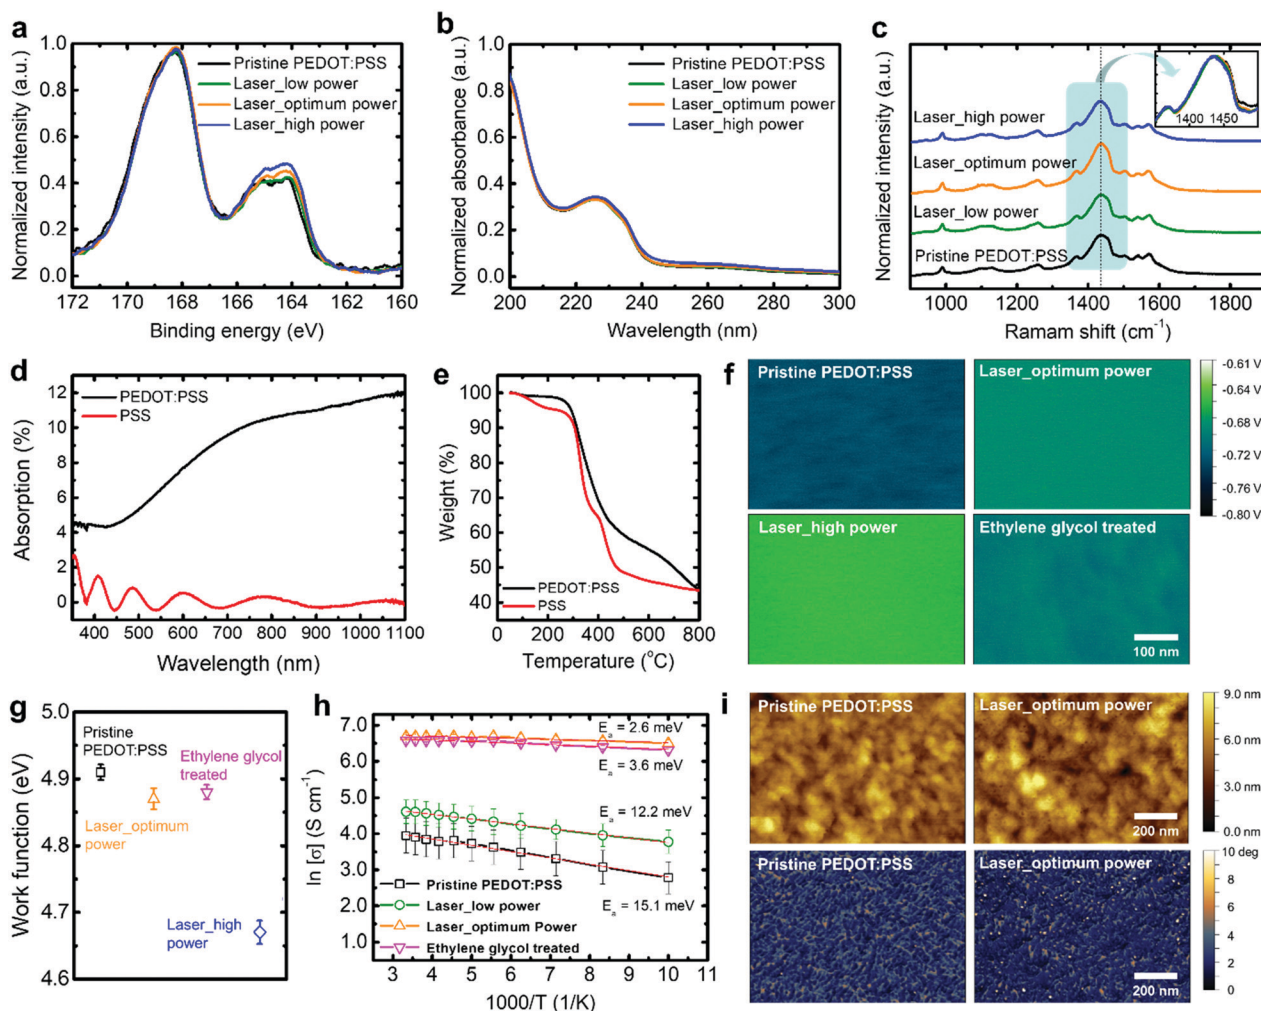 a
Normalized intensity (a.u.)
1.0
0.8
0.6
0.4
0.2
0.0
Pristine PEDOT:PSS
Laser_low power
Laser_optimum power
Laser_high power
172 170 168 166 164 162 160
Binding energy (eV)
b
Normalized absorbance (a.u.)
1.0
0.8
0.6
0.4
0.2
0.0
Pristine PEDOT:PSS
Laser_low power
Laser_optimum power
Laser_high power
200 220 240 260 280 300
Wavelength (nm)
c
Normalized intensity (a.u.)
1400 1450
Laser_high power
Laser_optimum power
Laser_low power
Pristine PEDOT:PSS
1000 1200 1400 1600 1800
Ramam shift (cm-1)
d
Absorption (%)
12
10
8
6
4
2
0
PEDOT:PSS
PSS
400 500 600 700 800 900 1000 1100
Wavelength (nm)
e
Weight (%)
100
90
80
70
60
50
40
PEDOT:PSS
PSS
0 200 400 600 800
Temperature (oC)
f
Pristine PEDOT:PSS
Laser_optimum power
Laser_high power
Ethylene glycol treated
100 nm
-0.61 V
-0.64 V
-0.68 V
-0.72 V
-0.76 V
-0.80 V
g
Work function (eV)
5.0
4.9
4.8
4.7
4.6
Pristine
PEDOT:PSS
Ethylene glycol
treated
Laser_optimum
power
Laser_high
power
h
ln [σ] (S cm-1)
7.0
6.0
5.0
4.0
3.0
2.0
1.0
Ea = 2.6 meV
Ea = 3.6 meV
Ea = 12.2 meV
Ea = 15.1 meV
Pristine PEDOT:PSS
Laser_low power
Laser_optimum Power
Ethylene glycol treated
3 4 5 6 7 8 9 10 11
1000/T (1/K)
i
Pristine PEDOT:PSS
Laser_optimum power
200 nm
9.0 nm
6.0 nm
3.0 nm
0.0 nm
Pristine PEDOT:PSS
Laser_optimum power
200 nm
10 deg
8
6
4
2
0